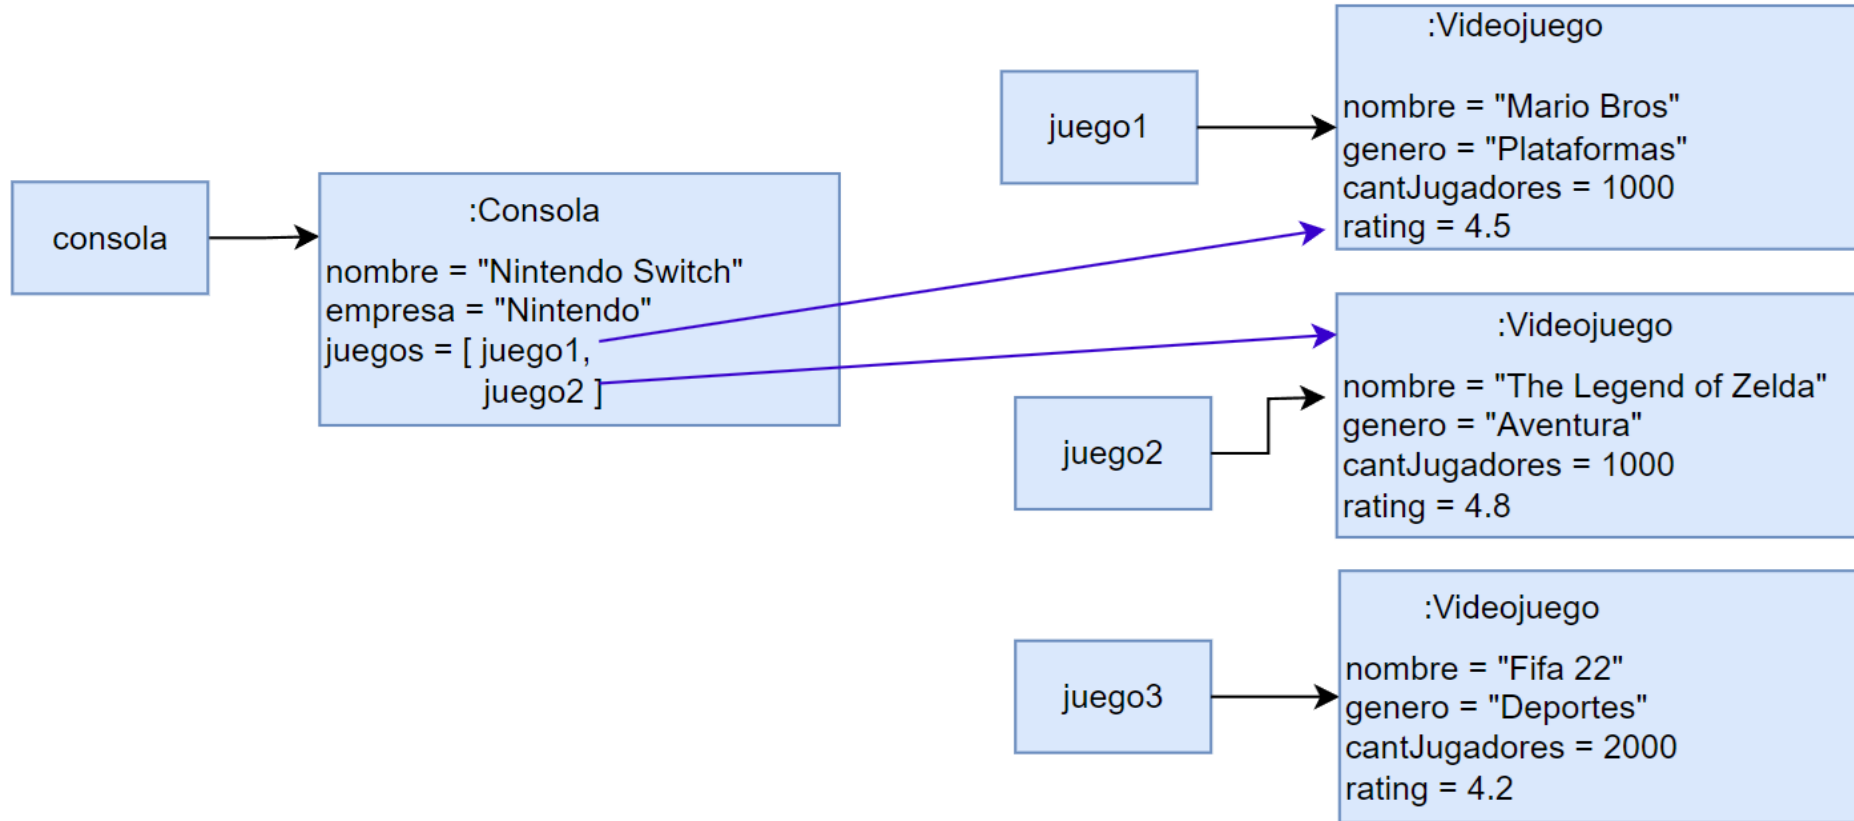 consola
:Consola
nombre = "Nintendo Switch"
empresa = "Nintendo"
juegos = [ juego1,
juego2 ]
juego1
:Videojuego
nombre = "Mario Bros"
genero = "Plataformas"
cantJugadores = 1000
rating = 4.5
juego2
:Videojuego
nombre = "The Legend of Zelda"
genero = "Aventura"
cantJugadores = 1000
rating = 4.8
juego3
:Videojuego
nombre = "Fifa 22"
genero = "Deportes"
cantJugadores = 2000
rating = 4.2